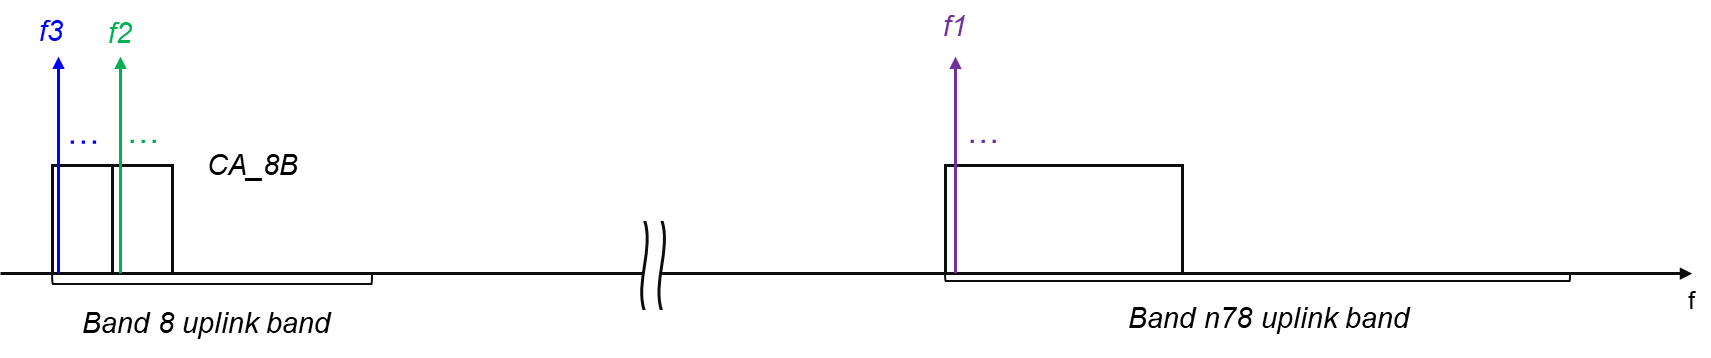 f3
f2
f1
...
...
...
CA_8B
f
Band 8 uplink band
Band n78 uplink band